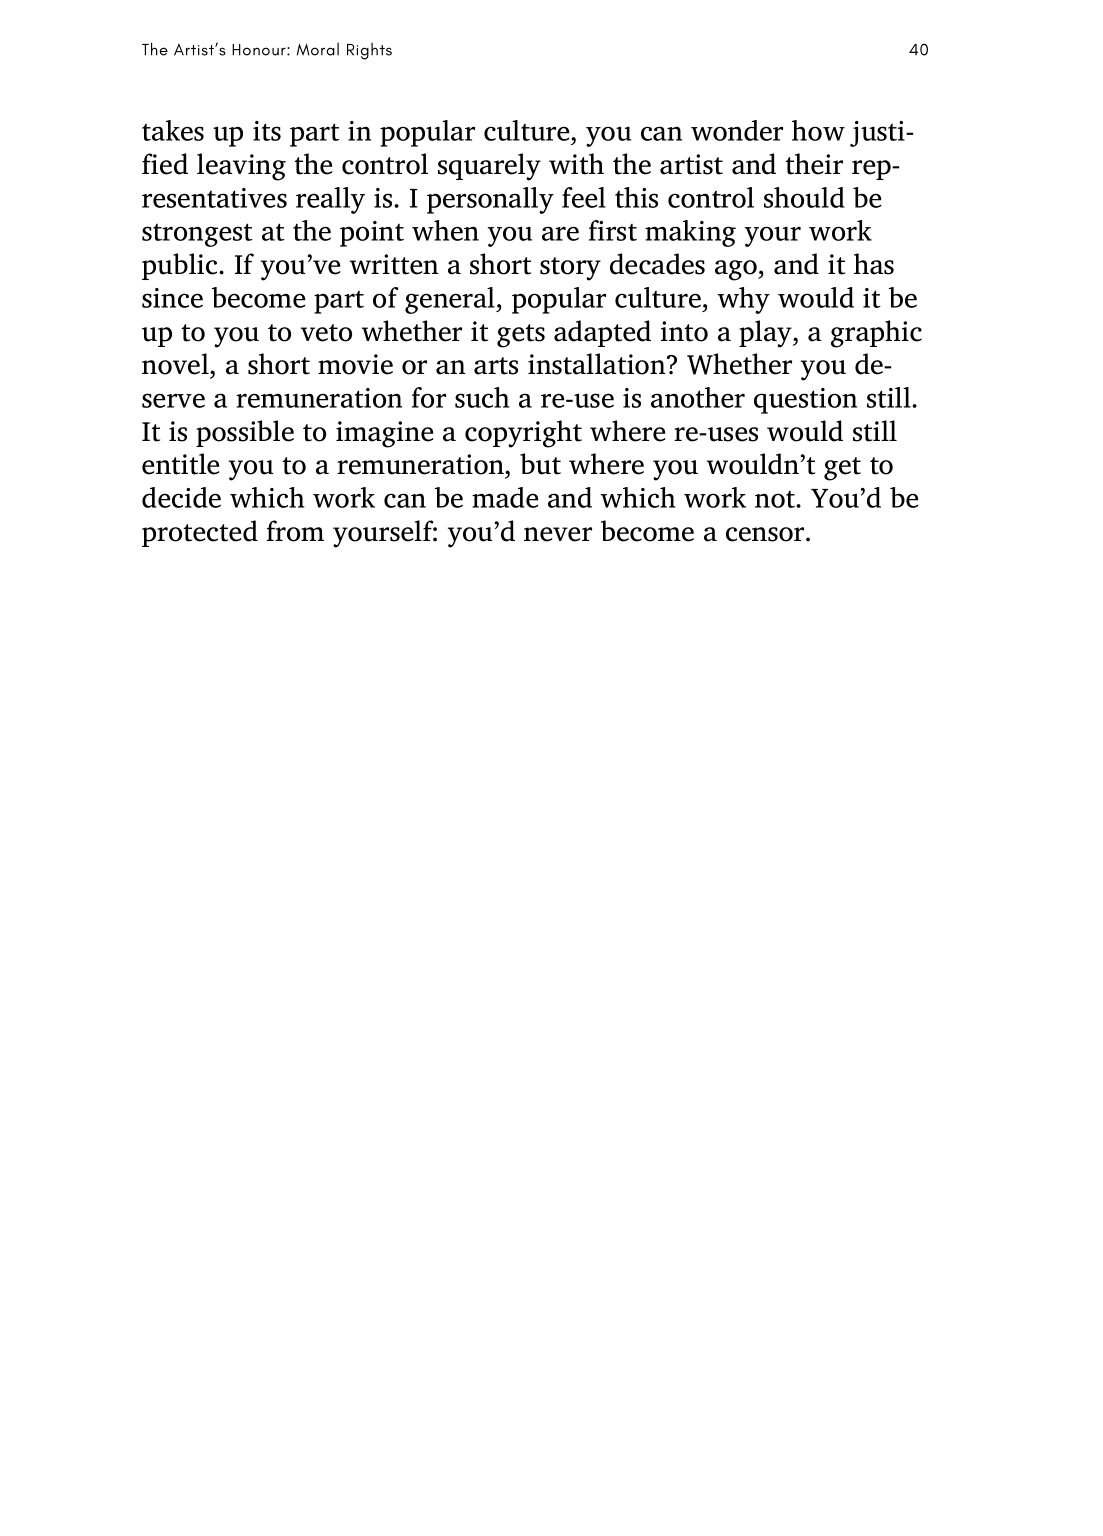 The Artist’s Honour: Moral Rights 40
takes up its part in popular culture, you can wonder how justi-
fied leaving the control squarely with the artist and their rep-
resentatives really is. I personally feel this control should be
strongest at the point when you are first making your work
public. If you’ve written a short story decades ago, and it has
since become part of general, popular culture, why would it be
up to you to veto whether it gets adapted into a play, a graphic
novel, a short movie or an arts installation? Whether you de-
serve a remuneration for such a re-use is another question still.
It is possible to imagine a copyright where re-uses would still
entitle you to a remuneration, but where you wouldn’t get to
decide which work can be made and which work not. You’d be
protected from yourself: you’d never become a censor.